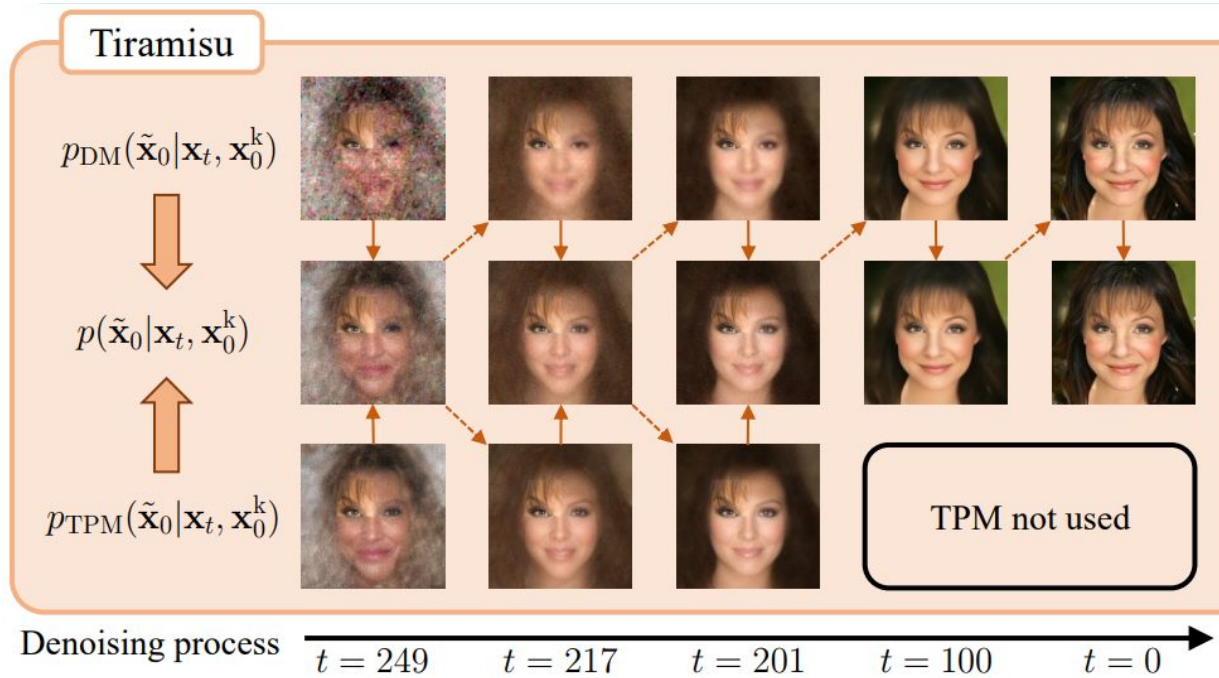 Tiramisu
p_DM(x̃_0|x_t, x_0^k)
p(x̃_0|x_t, x_0^k)
p_TPM(x̃_0|x_t, x_0^k)
TPM not used
Denoising process
t = 249
t = 217
t = 201
t = 100
t = 0